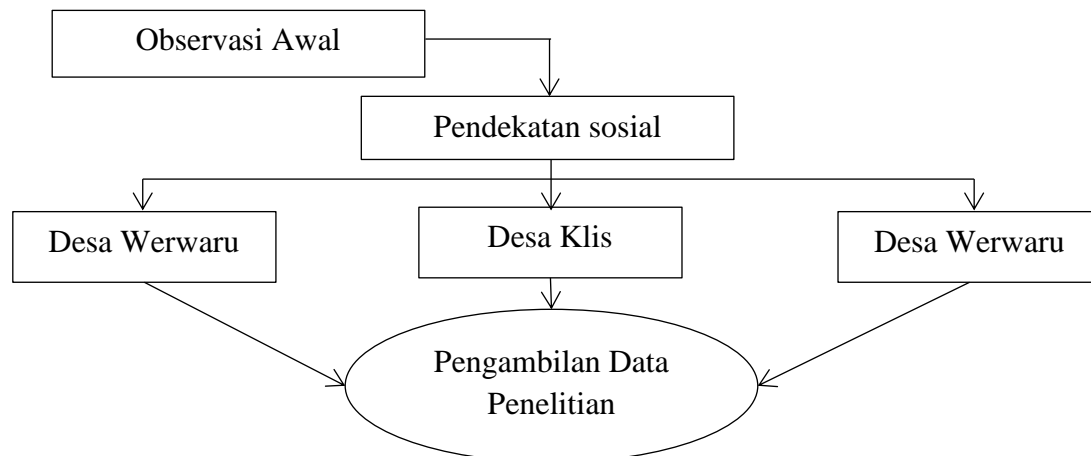 Observasi Awal
Pendekatan sosial
Desa Werwaru
Desa Klis
Desa Werwaru
Pengambilan Data
Penelitian